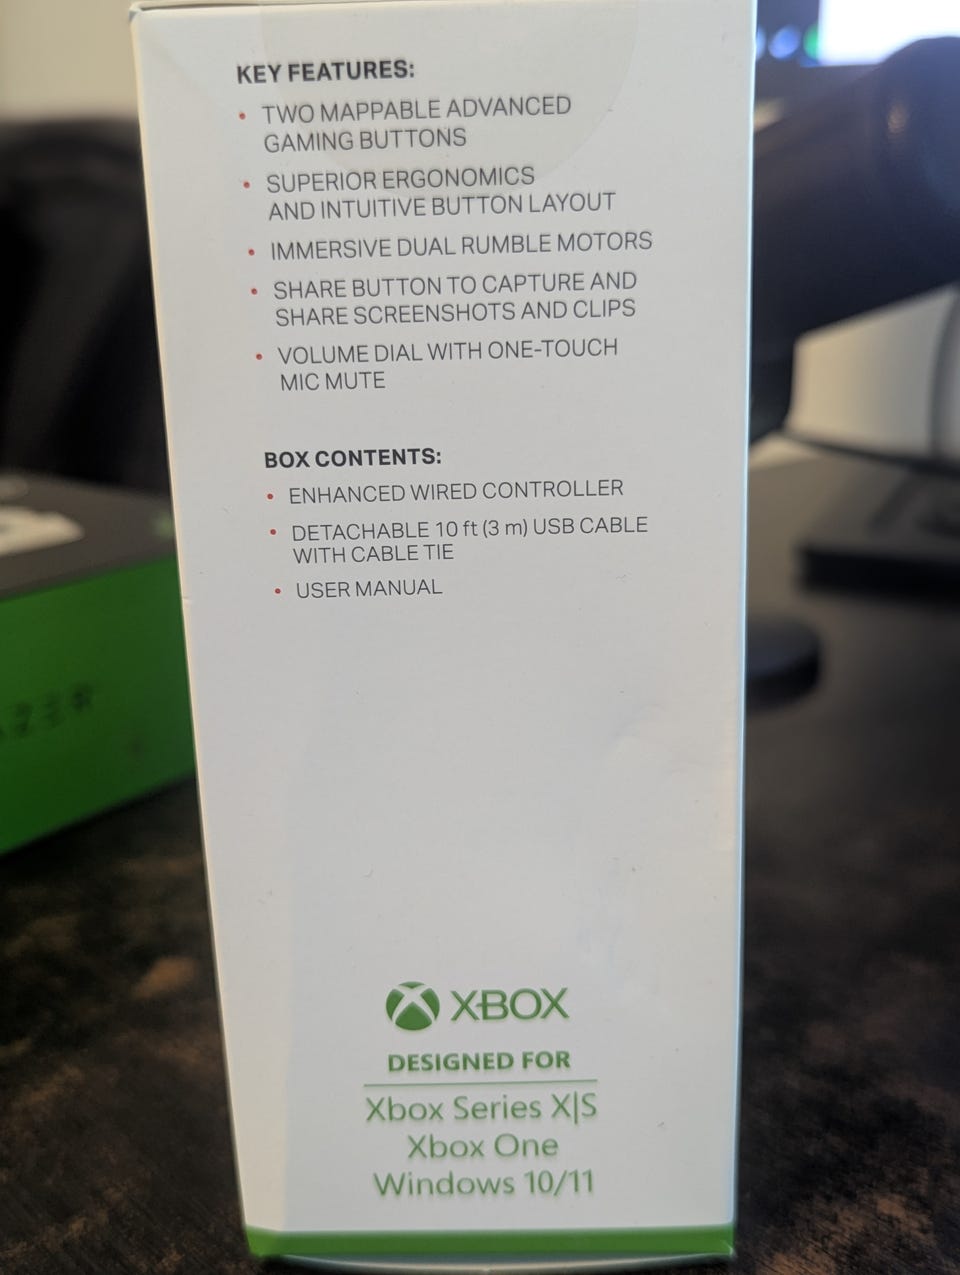 KEY FEATURES:
• TWO MAPPABLE ADVANCED
GAMING BUTTONS
• SUPERIOR ERGONOMICS
AND INTUITIVE BUTTON LAYOUT
• IMMERSIVE DUAL RUMBLE MOTORS
• SHARE BUTTON TO CAPTURE AND
SHARE SCREENSHOTS AND CLIPS
• VOLUME DIAL WITH ONE-TOUCH
MIC MUTE
BOX CONTENTS:
• ENHANCED WIRED CONTROLLER
• DETACHABLE 10 ft (3 m) USB CABLE
WITH CABLE TIE
• USER MANUAL
XBOX
DESIGNED FOR
Xbox Series X|S
Xbox One
Windows 10/11